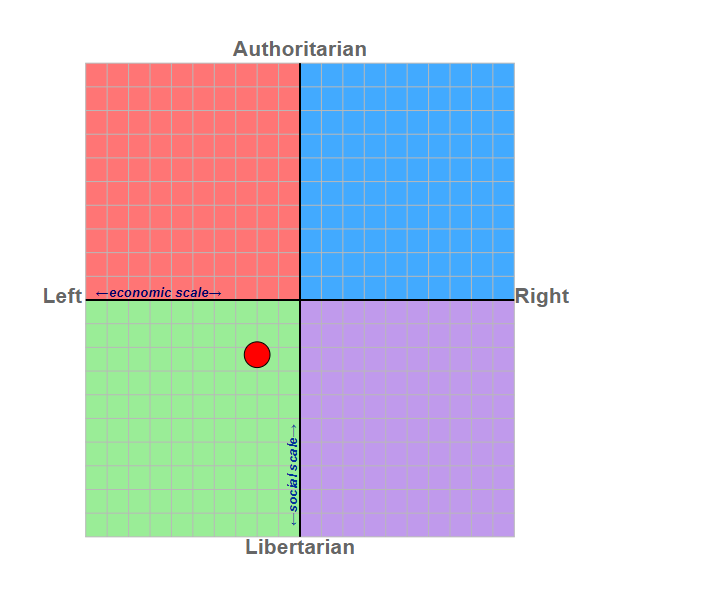 Authoritarian
Left
←economic scale→
Right
←social scale→
Libertarian